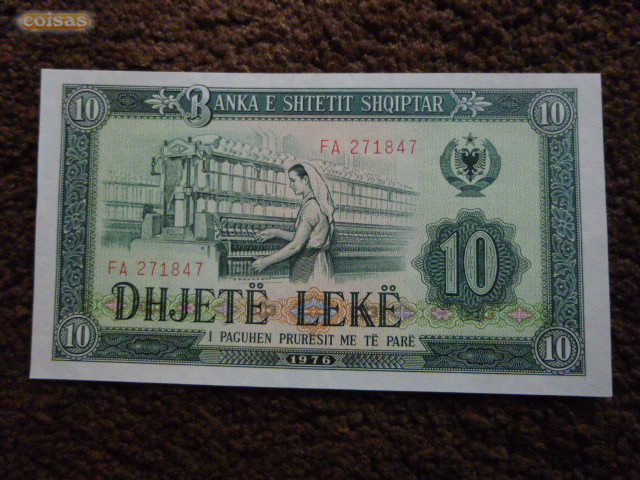 coisas
10 BANKA E SHTETIT SHQIPTAR 10
FA 271847
10
FA 271847
DHJETË LEKË
I PAGUHEN PRURËSIT ME TË PARË
10 1976 10